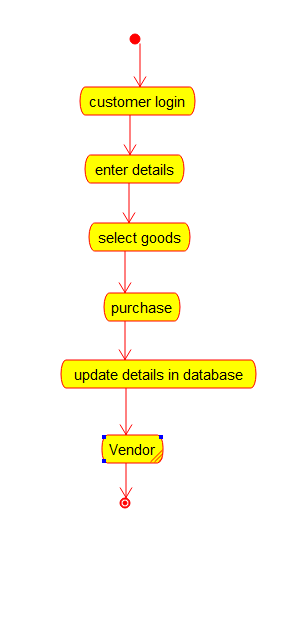 customer login
enter details
select goods
purchase
update details in database
Vendor